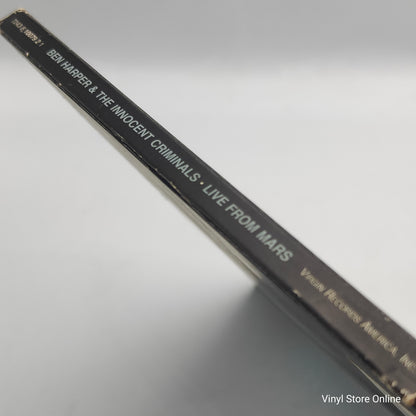 BEN HARPER & THE INNOCENT CRIMINALS · LIVE FROM MARS
VIRGIN RECORDS AMERICA, INC.
Vinyl Store Online